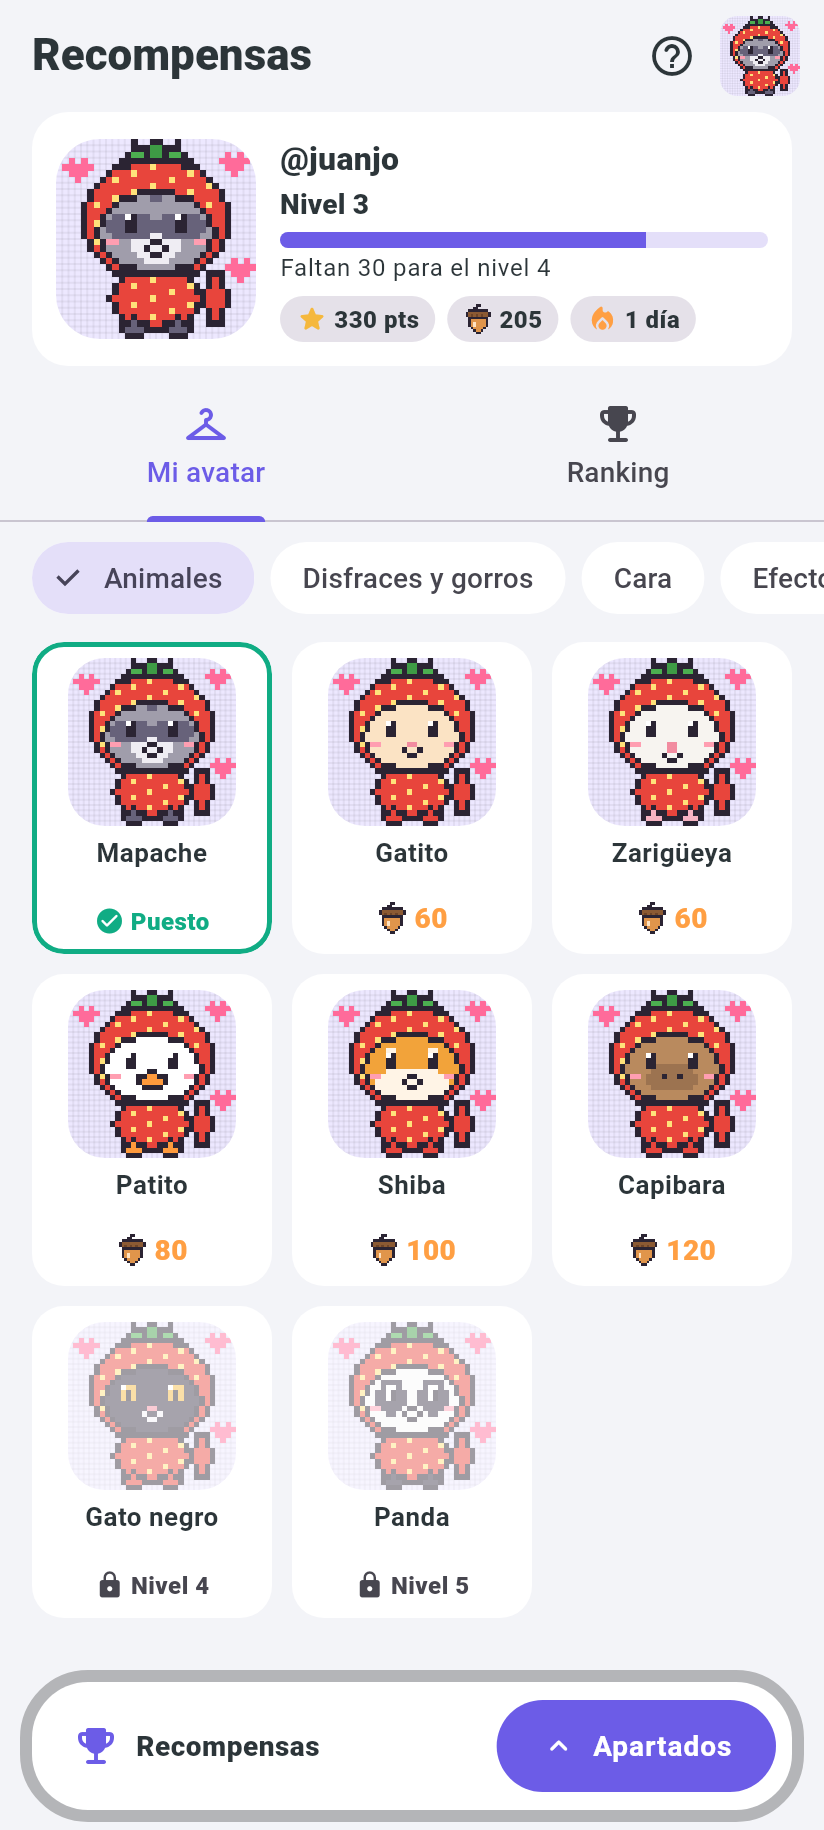 Recompensas
@juanjo
Nivel 3
Faltan 30 para el nivel 4
330 pts 205 1 día
Mi avatar Ranking
Animales Disfraces y gorros Cara Efecto
Mapache Gatito Zarigüeya
Puesto 60 60
Patito Shiba Capibara
80 100 120
Gato negro Panda
Nivel 4 Nivel 5
Recompensas Apartados